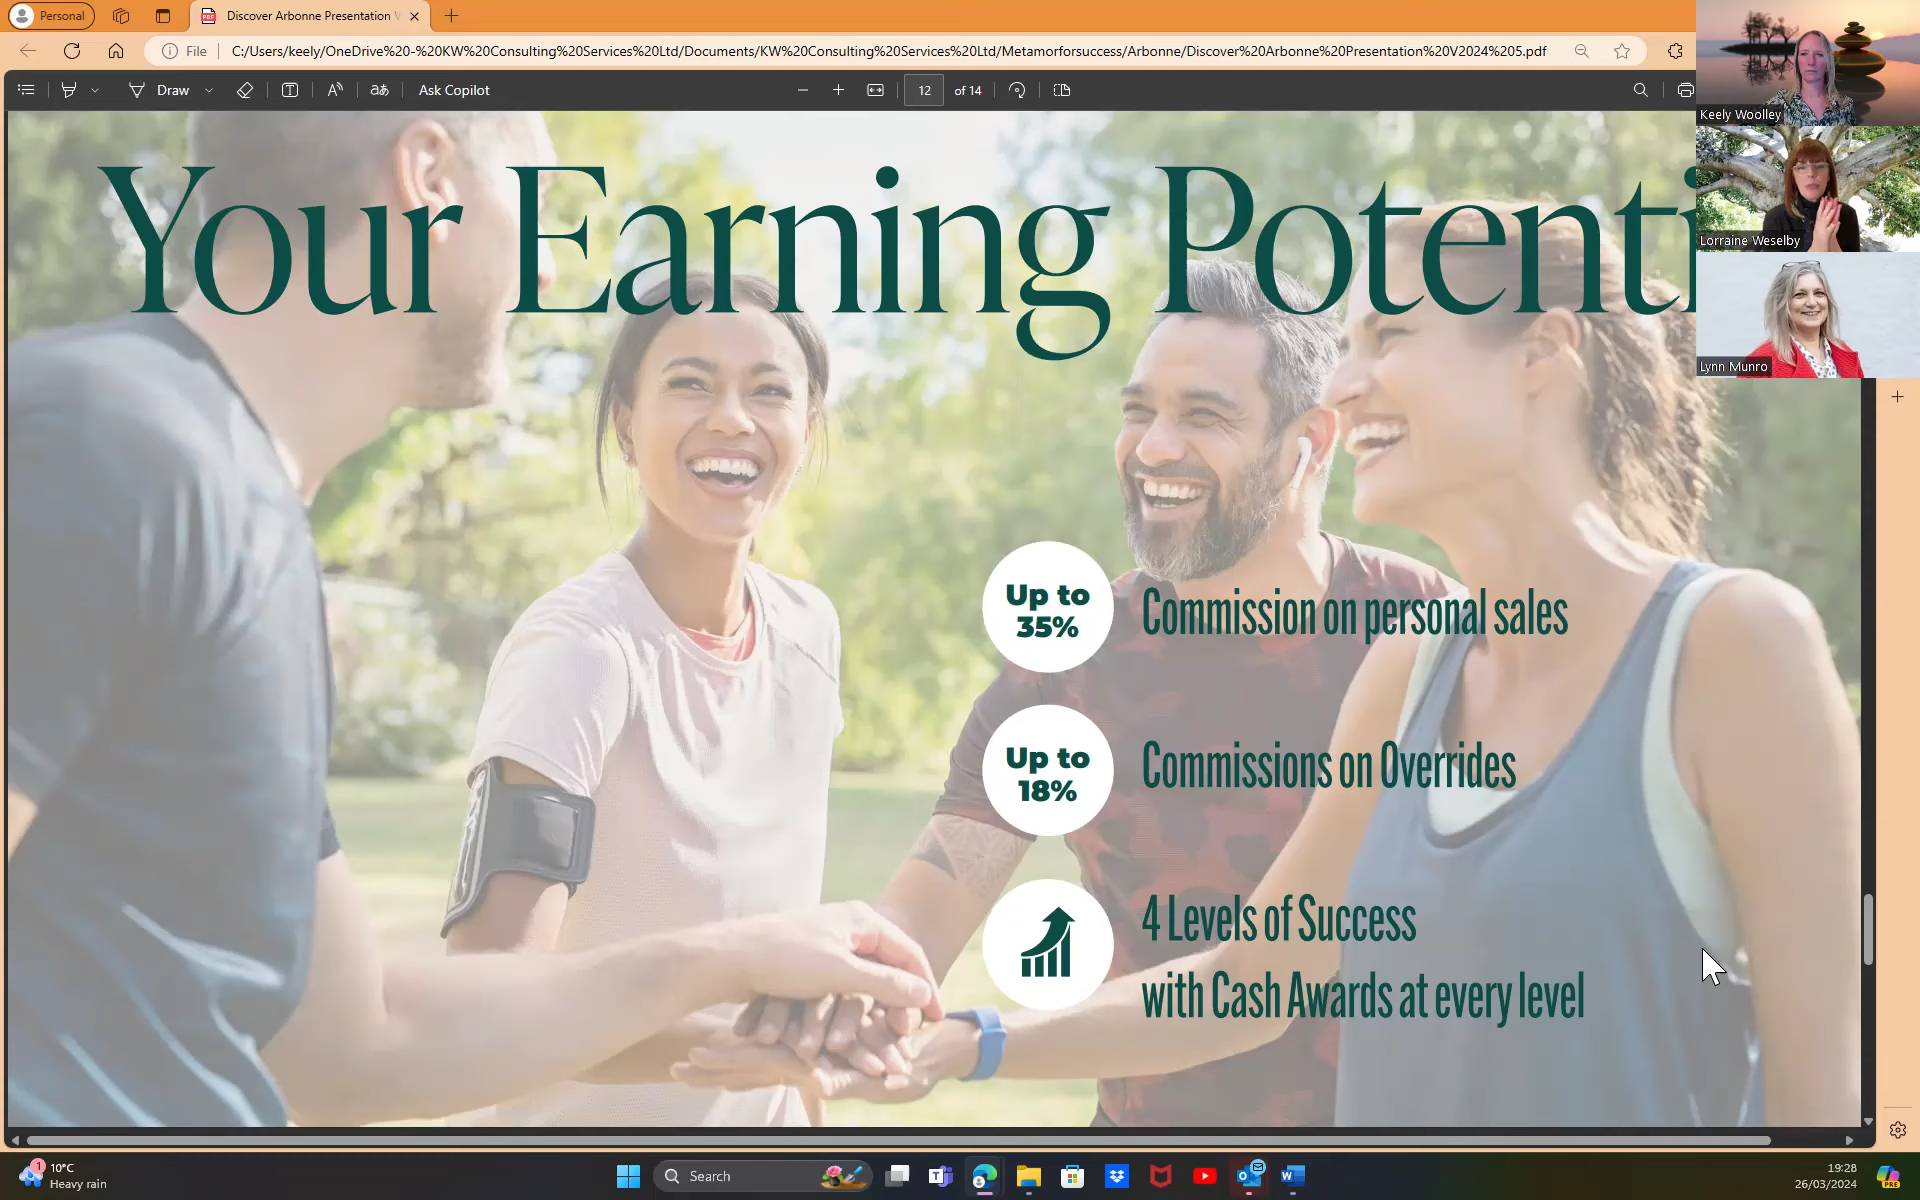 Personal
Discover Arbonne Presentation V
File
C:/Users/keely/OneDrive%20-%20KW%20Consulting%20Services%20Ltd/Documents/KW%20Consulting%20Services%20Ltd/Metamorforsuccess/Arbonne/Discover%20Arbonne%20Presentation%20V2024%205.pdf
Draw
Ask Copilot
12 of 14
Keely Woolley
Lorraine Weselby
Lynn Munro
Your Earning Potenti
Up to
35%
Commission on personal sales
Up to
18%
Commissions on Overrides
4 Levels of Success
with Cash Awards at every level
1
10°C
Heavy rain
Search
19:28
26/03/2024
PRE